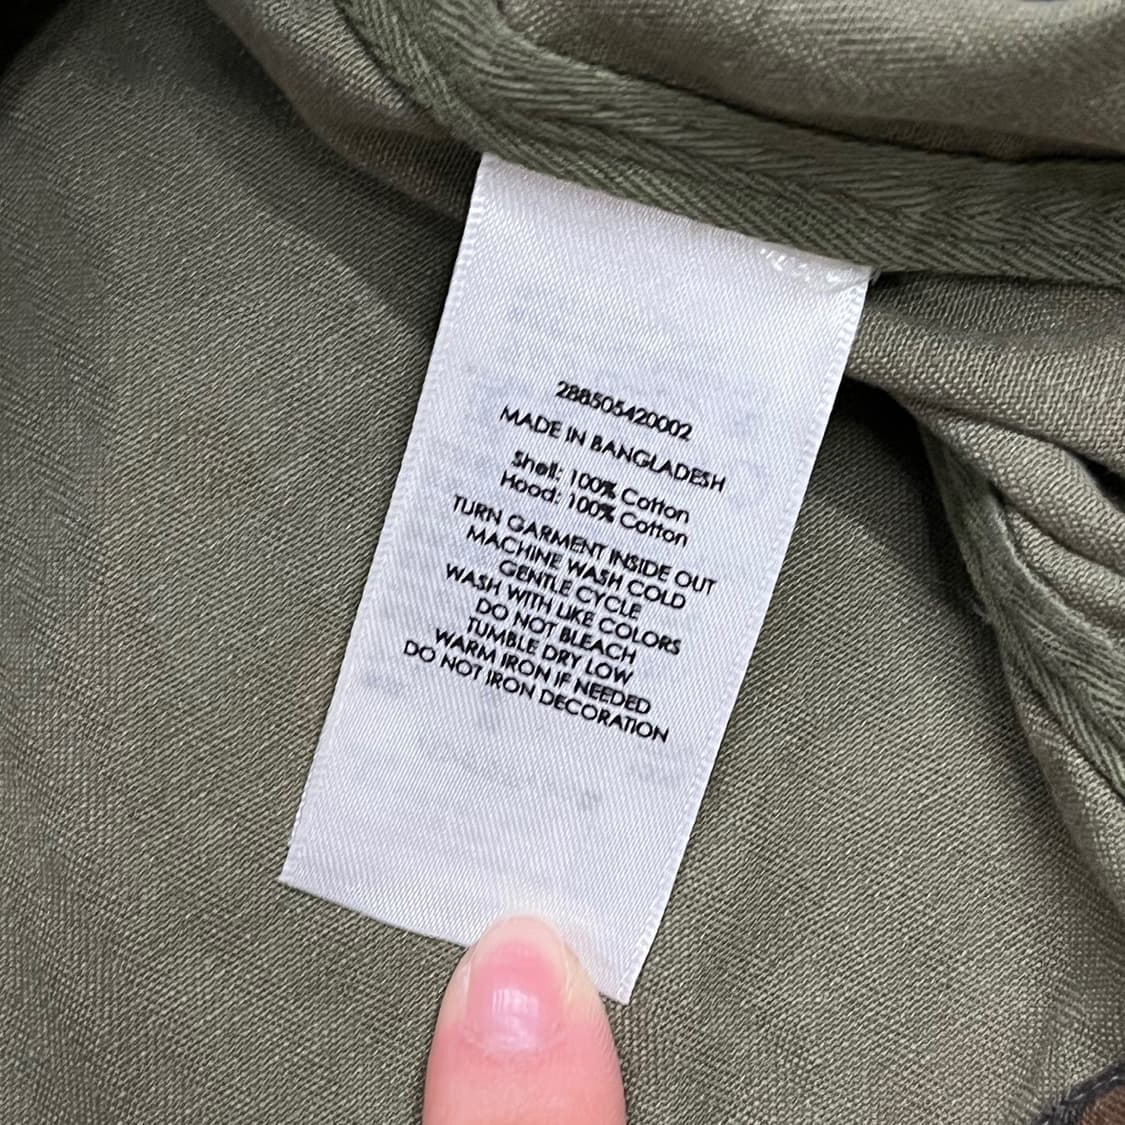 288505420002
MADE IN BANGLADESH
Shell: 100% Cotton
Hood: 100% Cotton
TURN GARMENT INSIDE OUT
MACHINE WASH COLD
GENTLE CYCLE
WASH WITH LIKE COLORS
DO NOT BLEACH
TUMBLE DRY LOW
WARM IRON IF NEEDED
DO NOT IRON DECORATION